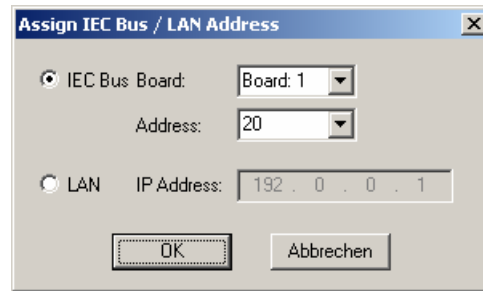 Assign IEC Bus / LAN Address
IEC Bus Board: Board: 1
Address: 20
LAN IP Address: 192 . 0 . 0 . 1
OK Abbrechen